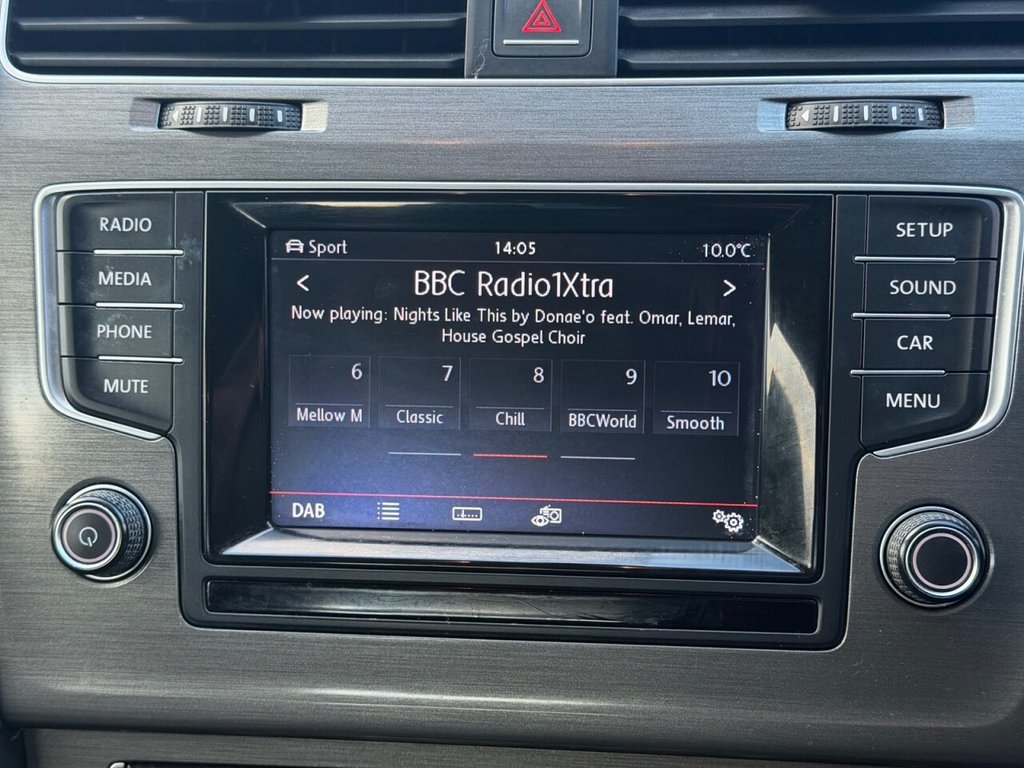 RADIO
MEDIA
PHONE
MUTE
Sport 14:05 10.0°C
< BBC Radio1Xtra >
Now playing: Nights Like This by Donae'o feat. Omar, Lemar,
House Gospel Choir
6 7 8 9 10
Mellow M Classic Chill BBCWorld Smooth
DAB
SETUP
SOUND
CAR
MENU